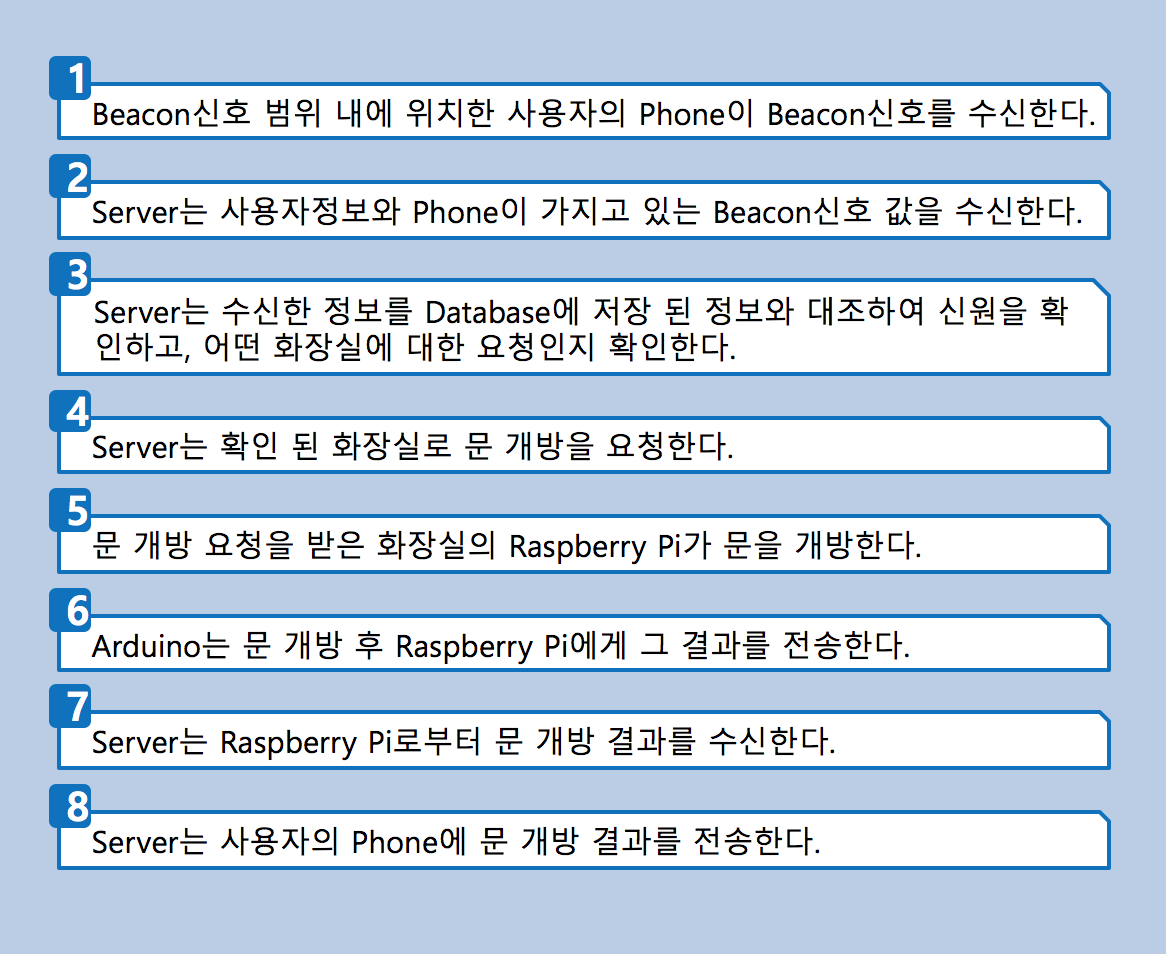 1
Beacon신호 범위 내에 위치한 사용자의 Phone이 Beacon신호를 수신한다.
2
Server는 사용자정보와 Phone이 가지고 있는 Beacon신호 값을 수신한다.
3
Server는 수신한 정보를 Database에 저장 된 정보와 대조하여 신원을 확
인하고, 어떤 화장실에 대한 요청인지 확인한다.
4
Server는 확인 된 화장실로 문 개방을 요청한다.
5
문 개방 요청을 받은 화장실의 Raspberry Pi가 문을 개방한다.
6
Arduino는 문 개방 후 Raspberry Pi에게 그 결과를 전송한다.
7
Server는 Raspberry Pi로부터 문 개방 결과를 수신한다.
8
Server는 사용자의 Phone에 문 개방 결과를 전송한다.